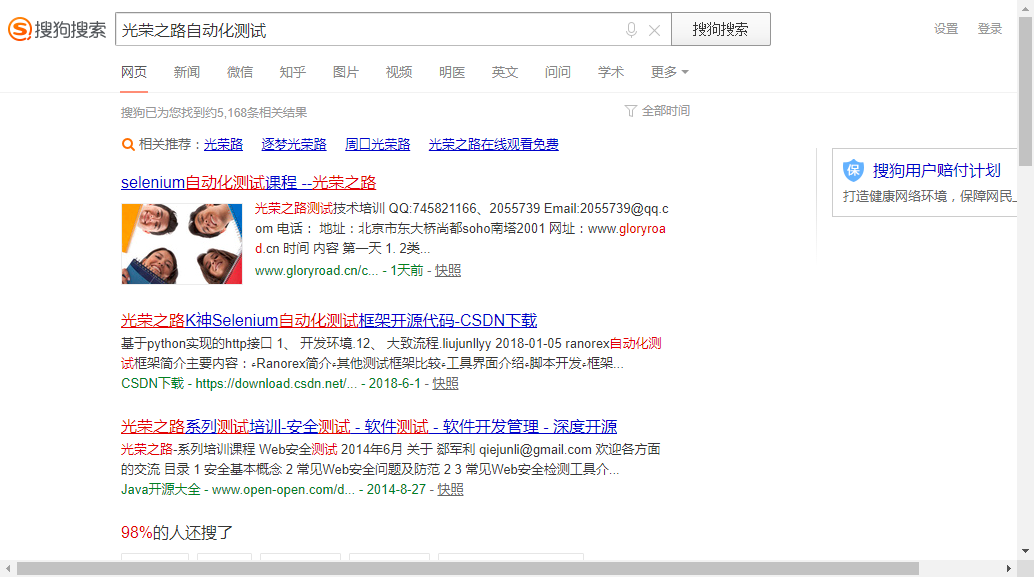 搜狗搜索
光荣之路自动化测试
搜狗搜索
设置 登录
网页 新闻 微信 知乎 图片 视频 明医 英文 问问 学术 更多
搜狗已为您找到约5,168条相关结果
全部时间
相关推荐：光荣路 逐梦光荣路 周口光荣路 光荣之路在线观看免费
selenium自动化测试课程 --光荣之路
光荣之路测试技术培训 QQ:745821166、2055739 Email:2055739@qq.c
om 电话： 地址：北京市东大桥尚都soho南塔2001 网址：www.gloryroa
d.cn 时间 内容 第一天 1. 2类...
www.gloryroad.cn/c... - 1天前 - 快照
保 搜狗用户赔付计划
打造健康网络环境，保障网民
光荣之路K神Selenium自动化测试框架开源代码-CSDN下载
基于python实现的http接口 1、 开发环境.12、 大致流程.liujunllyy 2018-01-05 ranorex自动化测
试框架简介主要内容：؞Ranorex简介؞其他测试框架比较؞工具界面介绍؞脚本开发؞框架...
CSDN下载 - https://download.csdn.net/... - 2018-6-1 - 快照
光荣之路系列测试培训-安全测试 - 软件测试 - 软件开发管理 - 深度开源
光荣之路-系列培训课程 Web安全测试 2014年6月 关于 郄军利 qiejunli@gmail.com 欢迎各方面
的交流 目录 1 安全基本概念 2 常见Web安全问题及防范 2 3 常见Web安全检测工具介...
Java开源大全 - www.open-open.com/d... - 2014-8-27 - 快照
98%的人还搜了